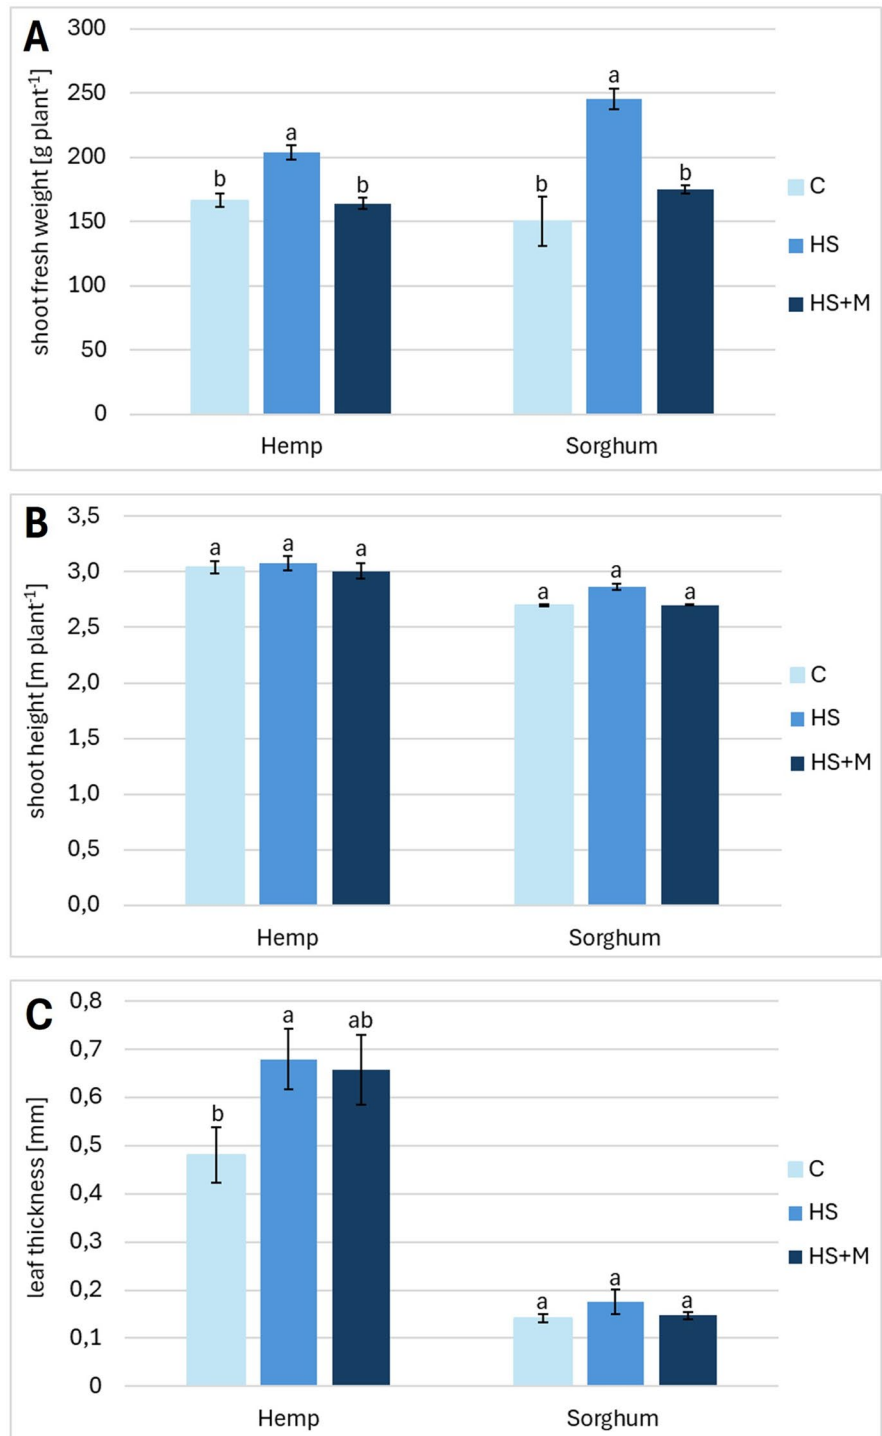 A
shoot fresh weight [g plant⁻¹]
300
250
200
150
100
50
0
b
a
b
b
a
b
Hemp
Sorghum
C
HS
HS+M
B
shoot height [m plant⁻¹]
3,5
3,0
2,5
2,0
1,5
1,0
0,5
0,0
a
a
a
a
a
a
Hemp
Sorghum
C
HS
HS+M
C
leaf thickness [mm]
0,8
0,7
0,6
0,5
0,4
0,3
0,2
0,1
0
b
a
ab
a
a
a
Hemp
Sorghum
C
HS
HS+M